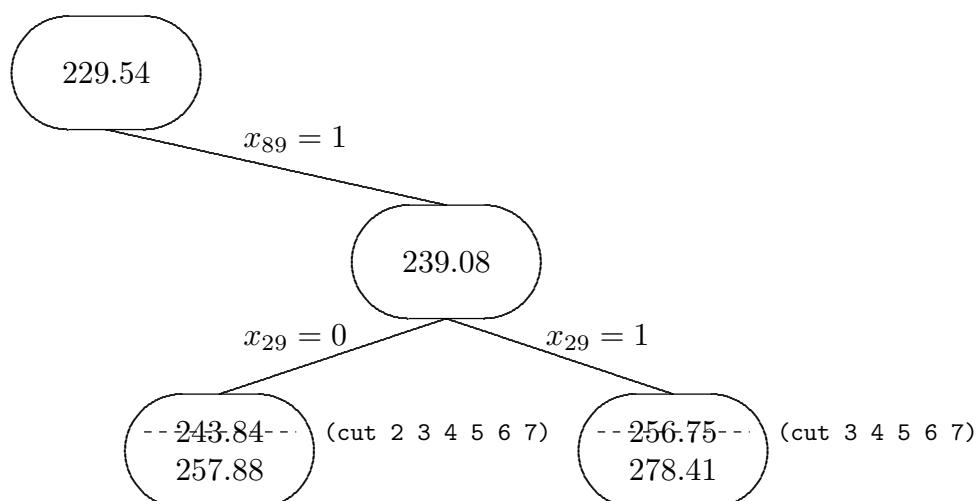 229.54
x₈₉ = 1
239.08
x₂₉ = 0
x₂₉ = 1
243.84 (cut 2 3 4 5 6 7)
257.88
256.75 (cut 3 4 5 6 7)
278.41